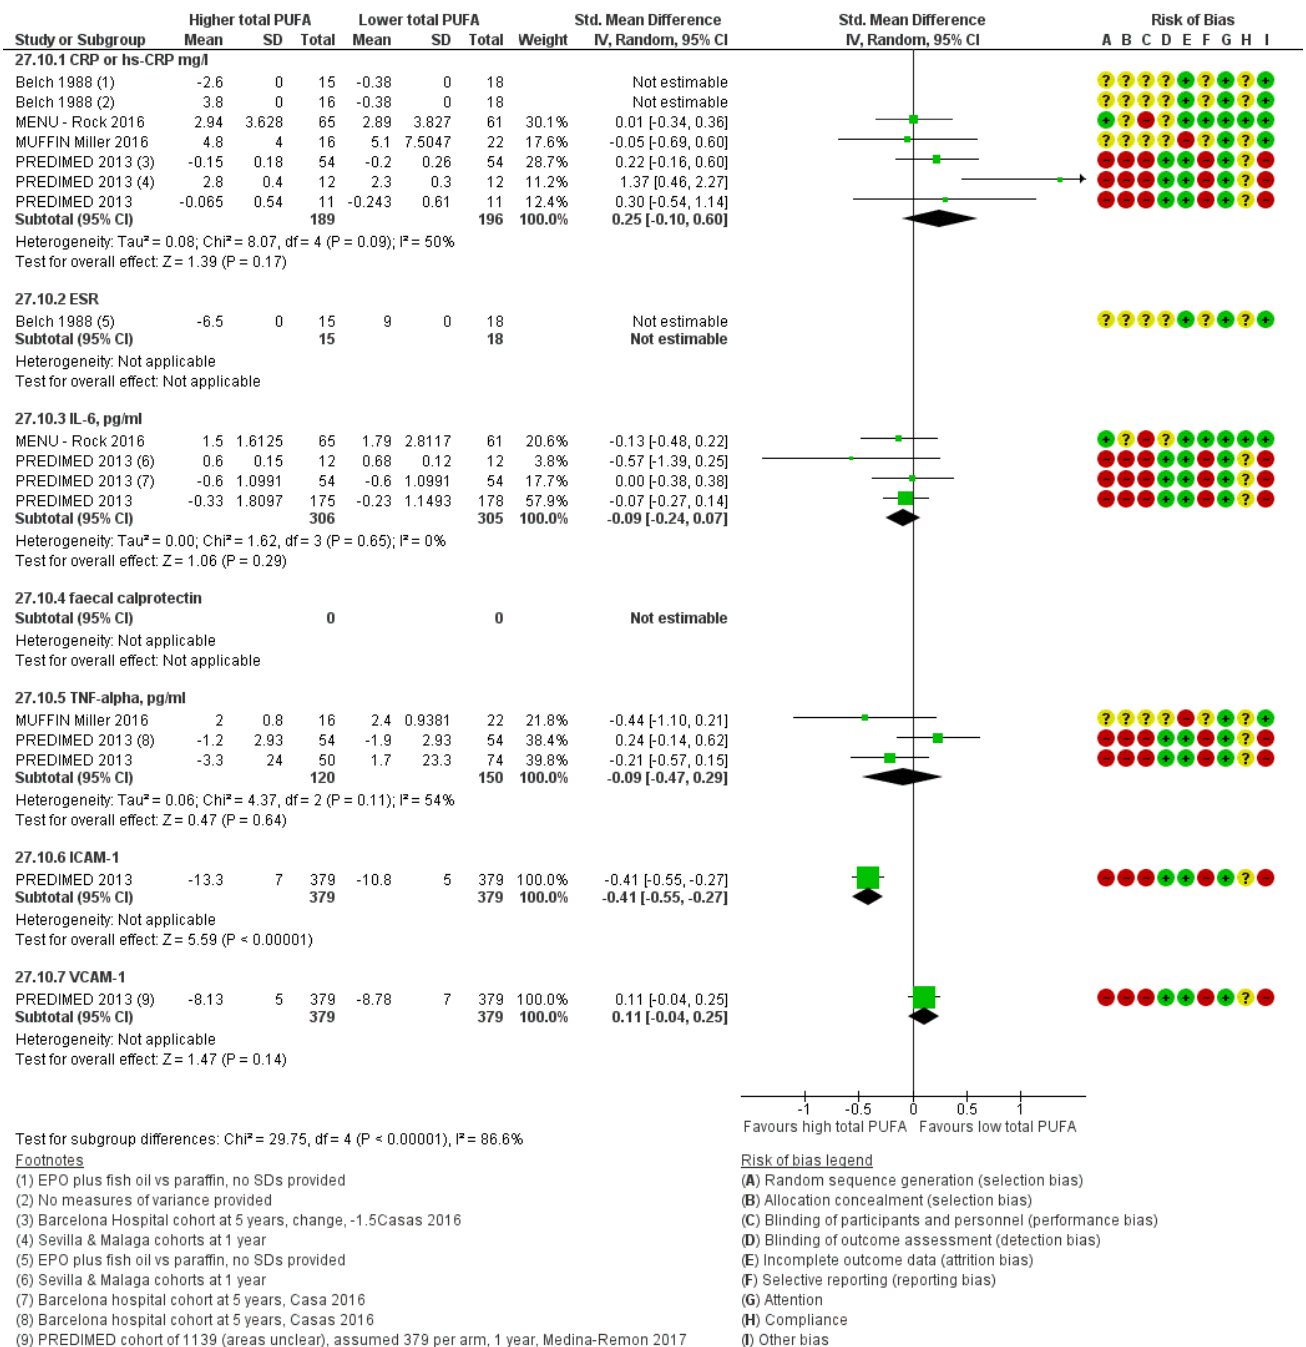 Higher total PUFA Lower total PUFA Std. Mean Difference Std. Mean Difference Risk of Bias
Study or Subgroup Mean SD Total Mean SD Total Weight IV, Random, 95% CI IV, Random, 95% CI A B C D E F G H I
27.10.1 CRP or hs-CRP mg/l
Belch 1988 (1) -2.6 0 15 -0.38 0 18 Not estimable ? ? ? ? + ? + ? +
Belch 1988 (2) 3.8 0 16 -0.38 0 18 Not estimable ? ? ? ? + ? + ? +
MENU - Rock 2016 2.94 3.628 65 2.89 3.827 61 30.1% 0.01 [-0.34, 0.36] + ? - ? + + + + +
MUFFIN Miller 2016 4.8 4 16 5.1 7.5047 22 17.6% -0.05 [-0.69, 0.60] ? ? ? ? - ? + ? +
PREDIMED 2013 (3) -0.15 0.18 54 -0.2 0.26 54 28.7% 0.22 [-0.16, 0.60] - - - + + - + ? -
PREDIMED 2013 (4) 2.8 0.4 12 2.3 0.3 12 11.2% 1.37 [0.46, 2.27] - - - + + - + ? -
PREDIMED 2013 -0.065 0.54 11 -0.243 0.61 11 12.4% 0.30 [-0.54, 1.14] - - - + + - + ? -
Subtotal (95% CI) 189 196 100.0% 0.25 [-0.10, 0.60]
Heterogeneity: Tau² = 0.08; Chi² = 8.07, df = 4 (P = 0.09); I² = 50%
Test for overall effect: Z = 1.39 (P = 0.17)
27.10.2 ESR
Belch 1988 (5) -6.5 0 15 9 0 18 Not estimable ? ? ? ? + ? + ? +
Subtotal (95% CI) 15 18 Not estimable
Heterogeneity: Not applicable
Test for overall effect: Not applicable
27.10.3 IL-6, pg/ml
MENU - Rock 2016 1.5 1.6125 65 1.79 2.8117 61 20.6% -0.13 [-0.48, 0.22] + ? - ? + + + + +
PREDIMED 2013 (6) 0.6 0.15 12 0.68 0.12 12 3.8% -0.57 [-1.39, 0.25] - - - + + - + ? -
PREDIMED 2013 (7) -0.6 1.0991 54 -0.6 1.0991 54 17.7% 0.00 [-0.38, 0.38] - - - + + - + ? -
PREDIMED 2013 -0.33 1.8097 175 -0.23 1.1493 178 57.9% -0.07 [-0.27, 0.14] - - - + + - + ? -
Subtotal (95% CI) 306 305 100.0% -0.09 [-0.24, 0.07]
Heterogeneity: Tau² = 0.00; Chi² = 1.62, df = 3 (P = 0.65); I² = 0%
Test for overall effect: Z = 1.06 (P = 0.29)
27.10.4 faecal calprotectin
Subtotal (95% CI) 0 0 Not estimable
Heterogeneity: Not applicable
Test for overall effect: Not applicable
27.10.5 TNF-alpha, pg/ml
MUFFIN Miller 2016 2 0.8 16 2.4 0.9381 22 21.8% -0.44 [-1.10, 0.21] ? ? ? ? - ? + ? +
PREDIMED 2013 (8) -1.2 2.93 54 -1.9 2.93 54 38.4% 0.24 [-0.14, 0.62] - - - + + - + ? -
PREDIMED 2013 -3.3 24 50 1.7 23.3 74 39.8% -0.21 [-0.57, 0.15] - - - + + - + ? -
Subtotal (95% CI) 120 150 100.0% -0.09 [-0.47, 0.29]
Heterogeneity: Tau² = 0.06; Chi² = 4.37, df = 2 (P = 0.11); I² = 54%
Test for overall effect: Z = 0.47 (P = 0.64)
27.10.6 ICAM-1
PREDIMED 2013 -13.3 7 379 -10.8 5 379 100.0% -0.41 [-0.55, -0.27] - - - + + - + ? -
Subtotal (95% CI) 379 379 100.0% -0.41 [-0.55, -0.27]
Heterogeneity: Not applicable
Test for overall effect: Z = 5.59 (P < 0.00001)
27.10.7 VCAM-1
PREDIMED 2013 (9) -8.13 5 379 -8.78 7 379 100.0% 0.11 [-0.04, 0.25] - - - + + - + ? -
Subtotal (95% CI) 379 379 100.0% 0.11 [-0.04, 0.25]
Heterogeneity: Not applicable
Test for overall effect: Z = 1.47 (P = 0.14)
-1 -0.5 0 0.5 1
Favours high total PUFA Favours low total PUFA
Test for subgroup differences: Chi² = 29.75, df = 4 (P < 0.00001), I² = 86.6%
Footnotes
(1) EPO plus fish oil vs paraffin, no SDs provided
(2) No measures of variance provided
(3) Barcelona Hospital cohort at 5 years, change, -1.5Casas 2016
(4) Sevilla & Malaga cohorts at 1 year
(5) EPO plus fish oil vs paraffin, no SDs provided
(6) Sevilla & Malaga cohorts at 1 year
(7) Barcelona hospital cohort at 5 years, Casa 2016
(8) Barcelona hospital cohort at 5 years, Casas 2016
(9) PREDIMED cohort of 1139 (areas unclear), assumed 379 per arm, 1 year, Medina-Remon 2017
Risk of bias legend
(A) Random sequence generation (selection bias)
(B) Allocation concealment (selection bias)
(C) Blinding of participants and personnel (performance bias)
(D) Blinding of outcome assessment (detection bias)
(E) Incomplete outcome data (attrition bias)
(F) Selective reporting (reporting bias)
(G) Attention
(H) Compliance
(I) Other bias